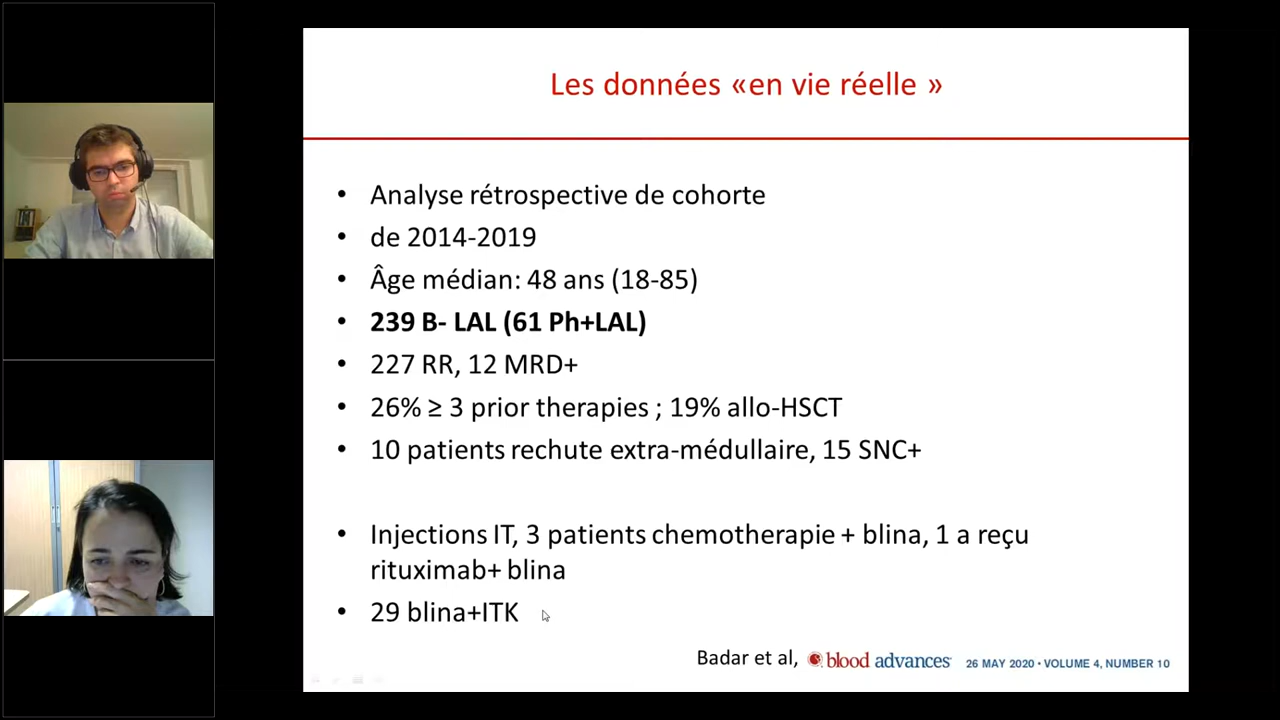 Les données «en vie réelle »
• Analyse rétrospective de cohorte
• de 2014-2019
• Âge médian: 48 ans (18-85)
• 239 B- LAL (61 Ph+LAL)
• 227 RR, 12 MRD+
• 26% ≥ 3 prior therapies ; 19% allo-HSCT
• 10 patients rechute extra-médullaire, 15 SNC+
• Injections IT, 3 patients chemotherapie + blina, 1 a reçu
rituximab+ blina
• 29 blina+ITK
Badar et al, blood advances 26 MAY 2020 • VOLUME 4, NUMBER 10